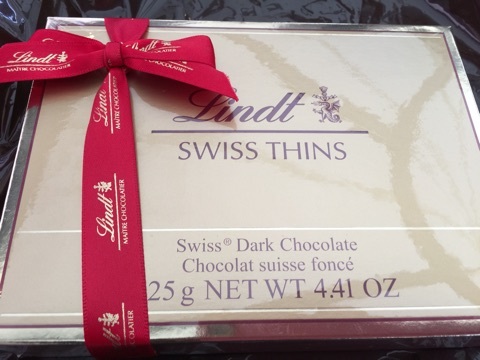 Lindt
MAÎTRE CHOCOLATIER
Lindt
MAÎTRE CHOCOLATIER
Lindt
SWISS THINS
Lindt
MAÎTRE CHOCOLATIER
Swiss® Dark Chocolate
Chocolat suisse foncé
25 g NET WT 4.41 OZ
Lindt